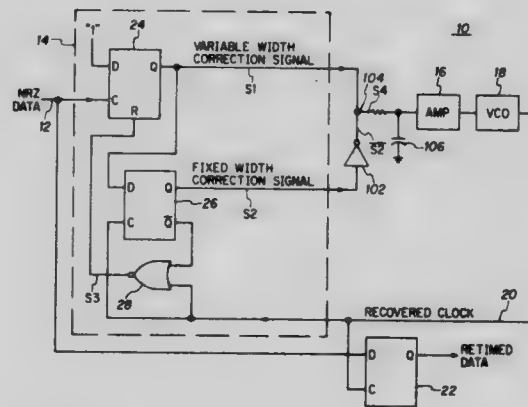 10
14
"1"
24
VARIABLE WIDTH
CORRECTION SIGNAL
S1
D
Q
C
R
NRZ
DATA
12
104
S4
16
AMP
18
VCO
106
S2
102
FIXED WIDTH
CORRECTION SIGNAL
S2
D
Q
26
C
Q
S3
28
RECOVERED CLOCK
20
D
Q
RETIMED
DATA
C
22